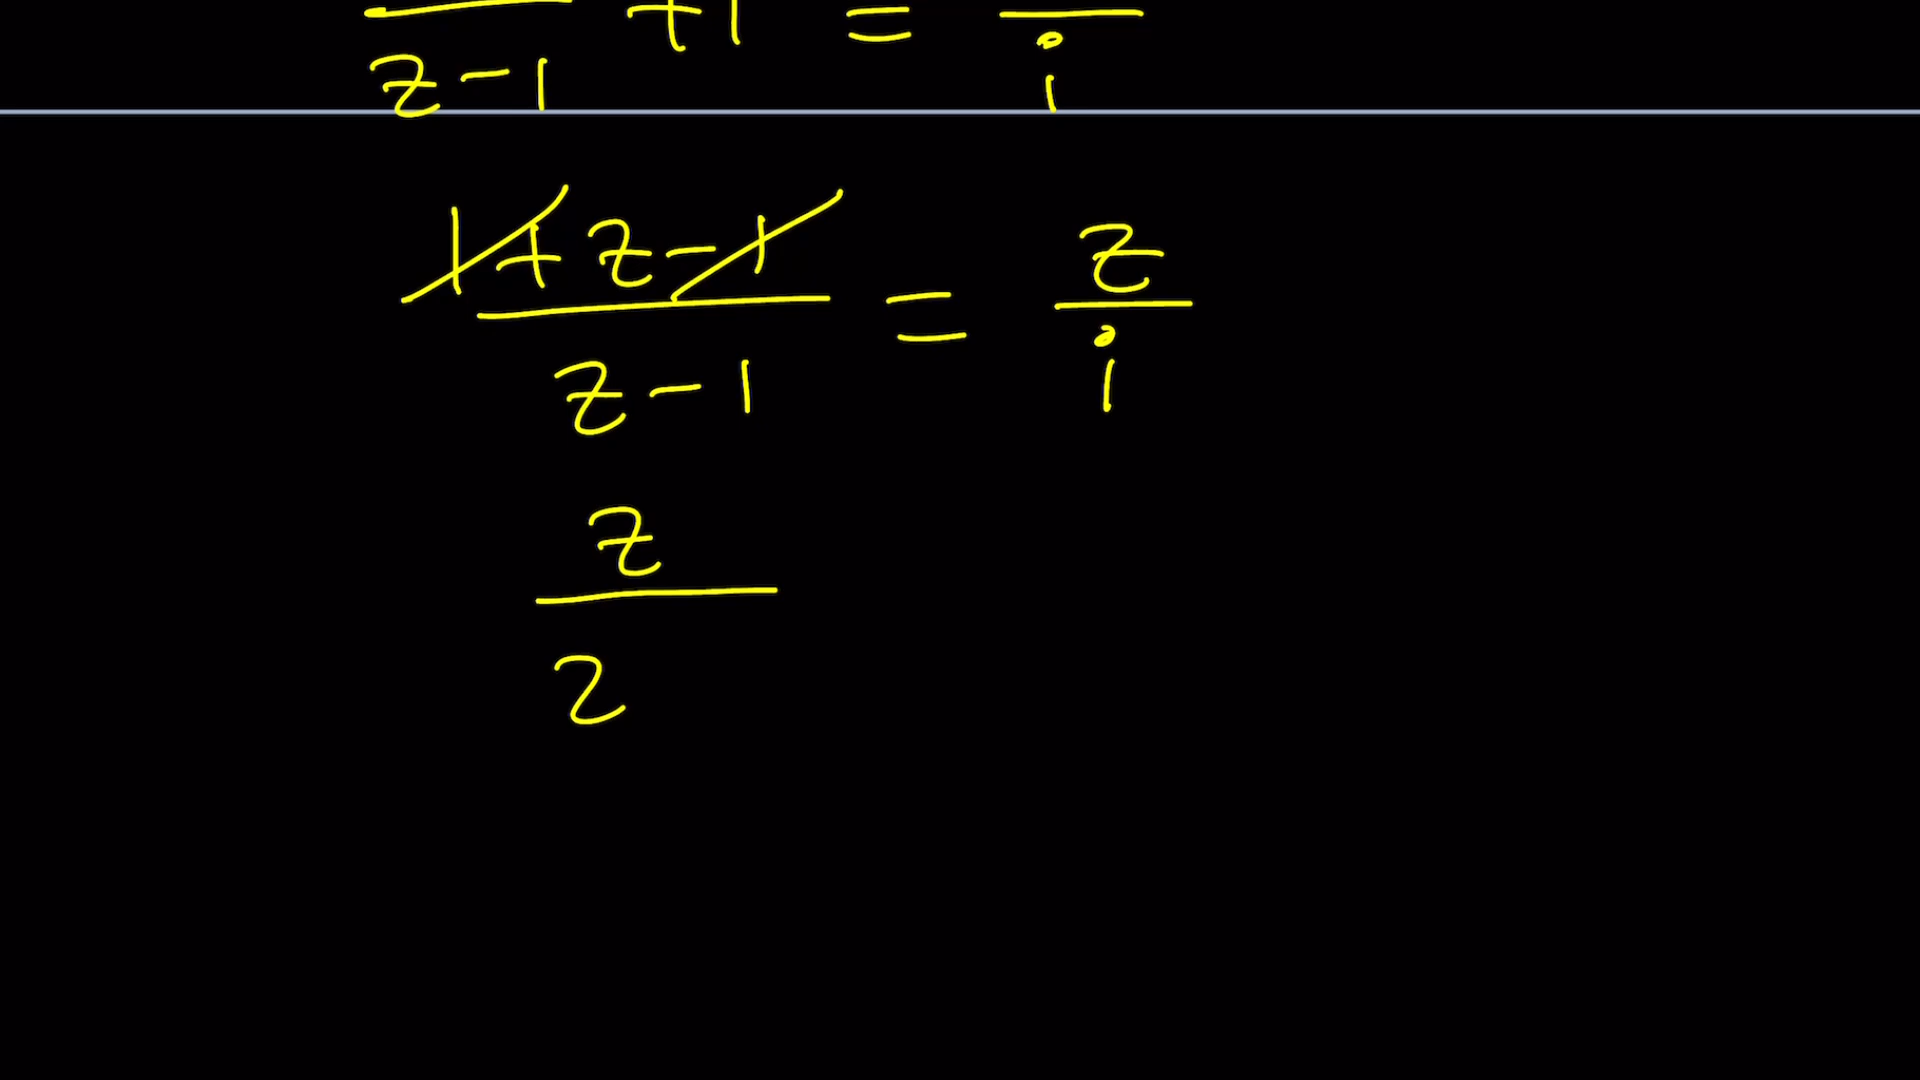 +1 =
z-1 i
1+z-1 = z
z-1 i
z
2